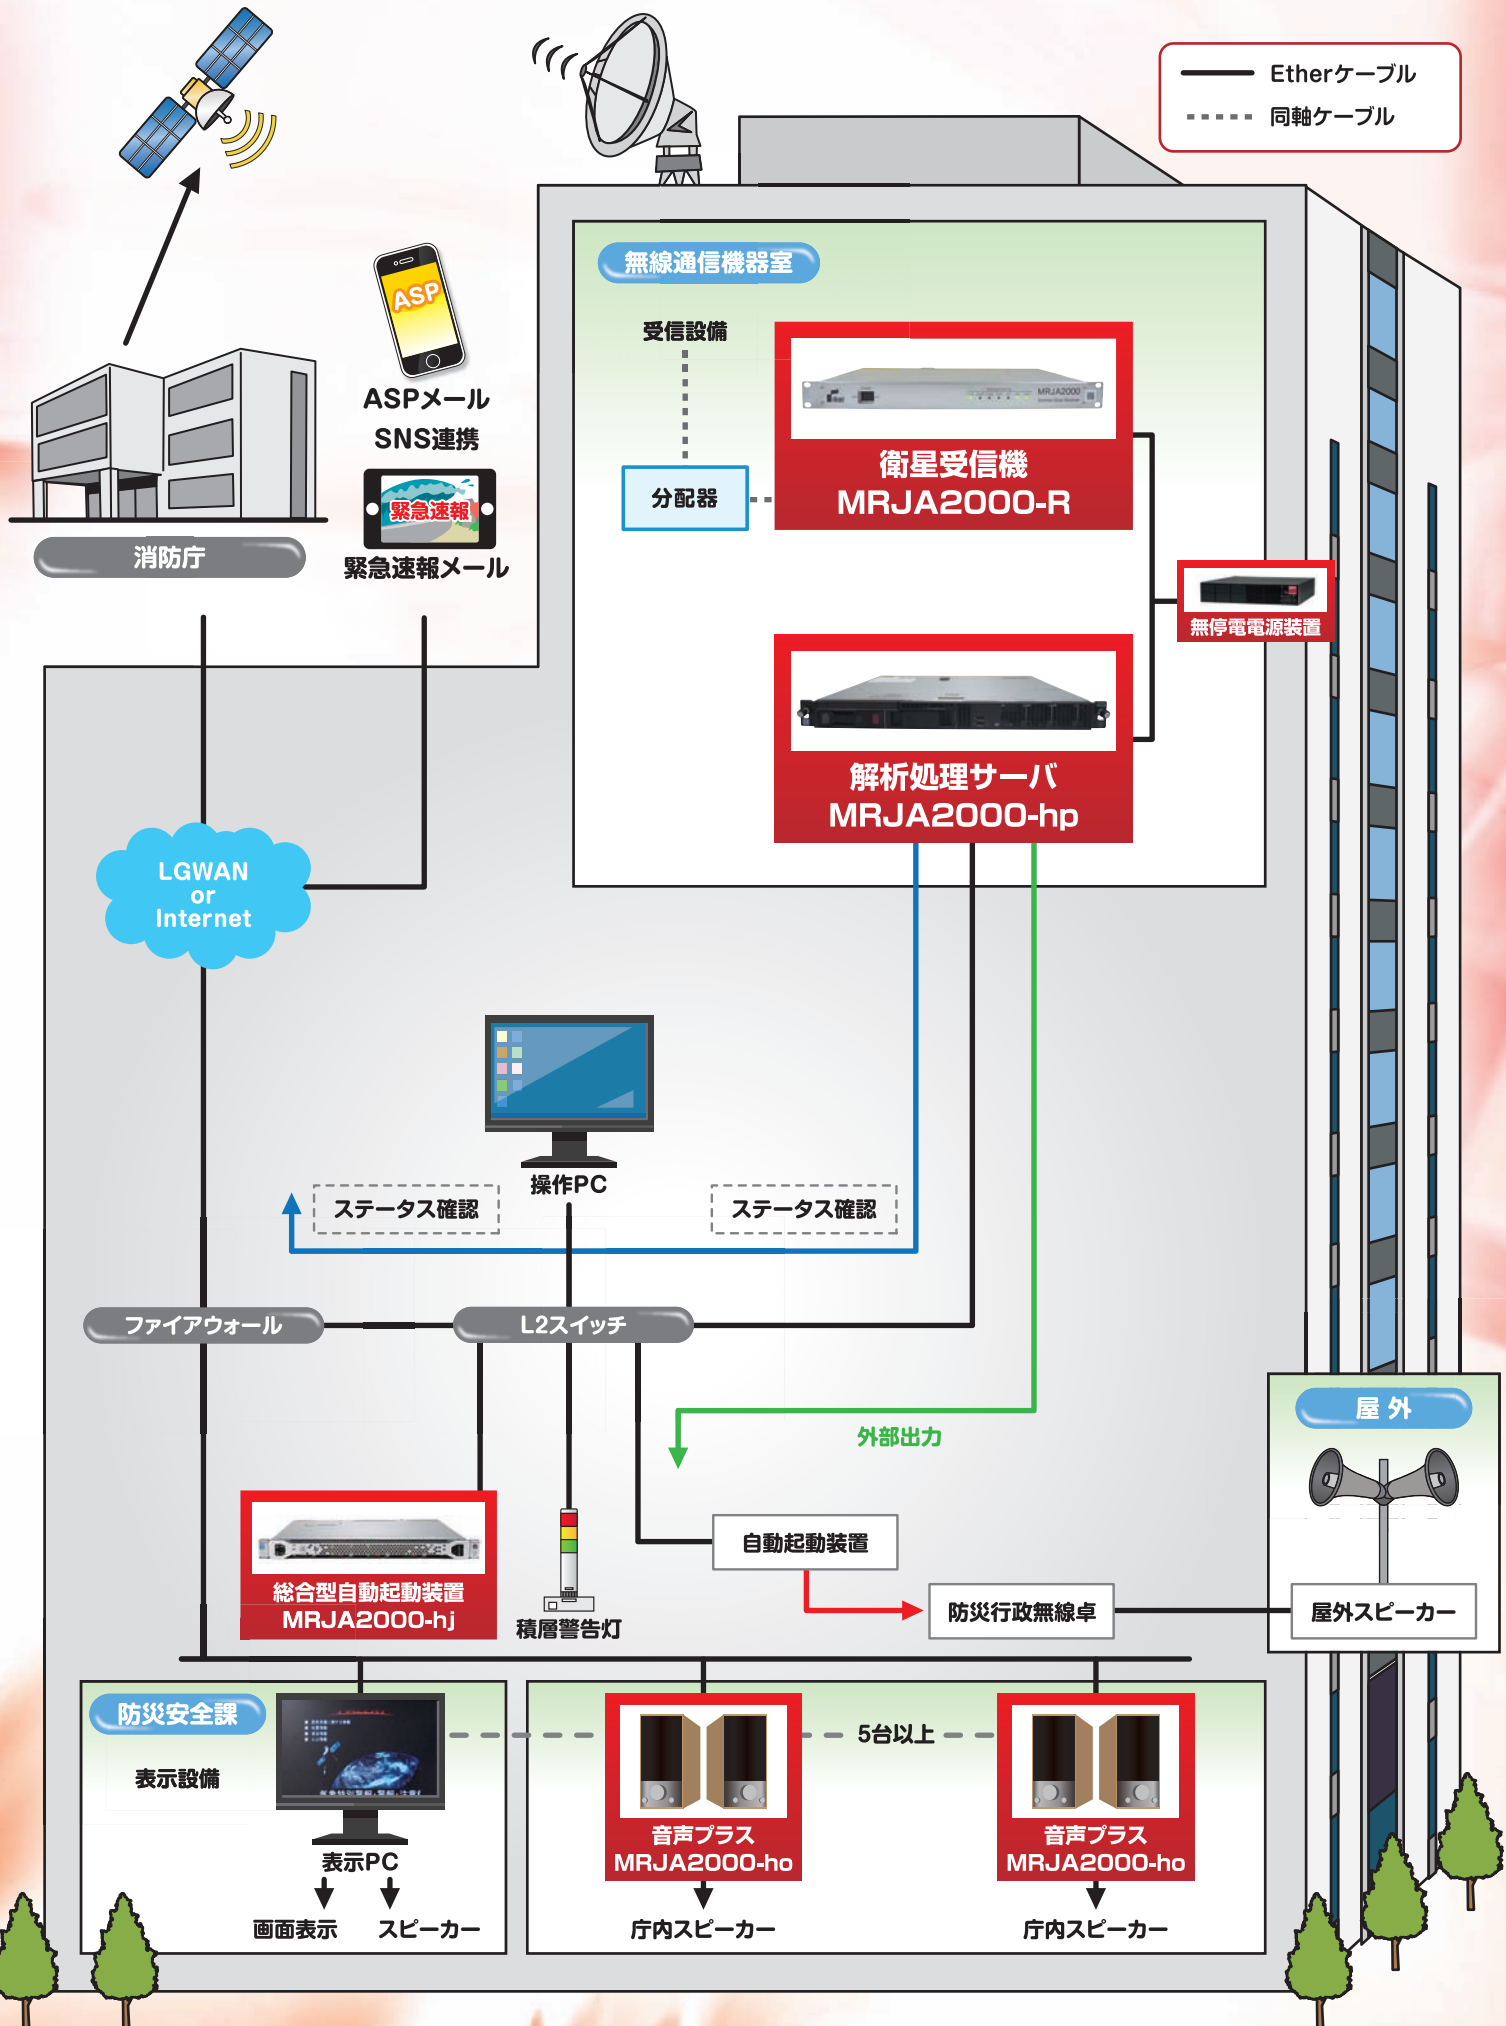 Etherケーブル
同軸ケーブル
無線通信機器室
受信設備
ASP
ASPメール
SNS連携
MRJA2000
衛星受信機
MRJA2000-R
分配器
緊急速報
緊急速報メール
消防庁
無停電電源装置
解析処理サーバ
MRJA2000-hp
LGWAN
or
Internet
操作PC
ステータス確認
ステータス確認
ファイアウォール
L2スイッチ
外部出力
屋外
自動起動装置
総合型自動起動装置
MRJA2000-hj
積層警告灯
防災行政無線卓
屋外スピーカー
防災安全課
表示設備
表示PC
画面表示
スピーカー
5台以上
音声プラス
MRJA2000-ho
庁内スピーカー
音声プラス
MRJA2000-ho
庁内スピーカー